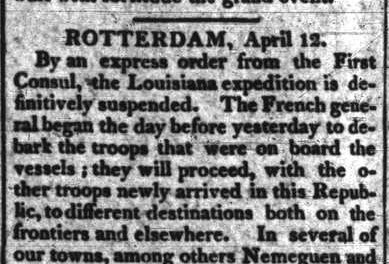 ROTTERDAM, April 12.
By an express order from the First
Consul, the Louisiana expedition is de-
finitively suspended. The French gene-
ral began the day before yesterday to de-
bark the troops that were on board the
vessels ; they will proceed, with the o-
ther troops newly arrived in this Repub-
lic, to different destinations both on the
frontiers and elsewhere. In several of
our towns, among others Nemeguen and